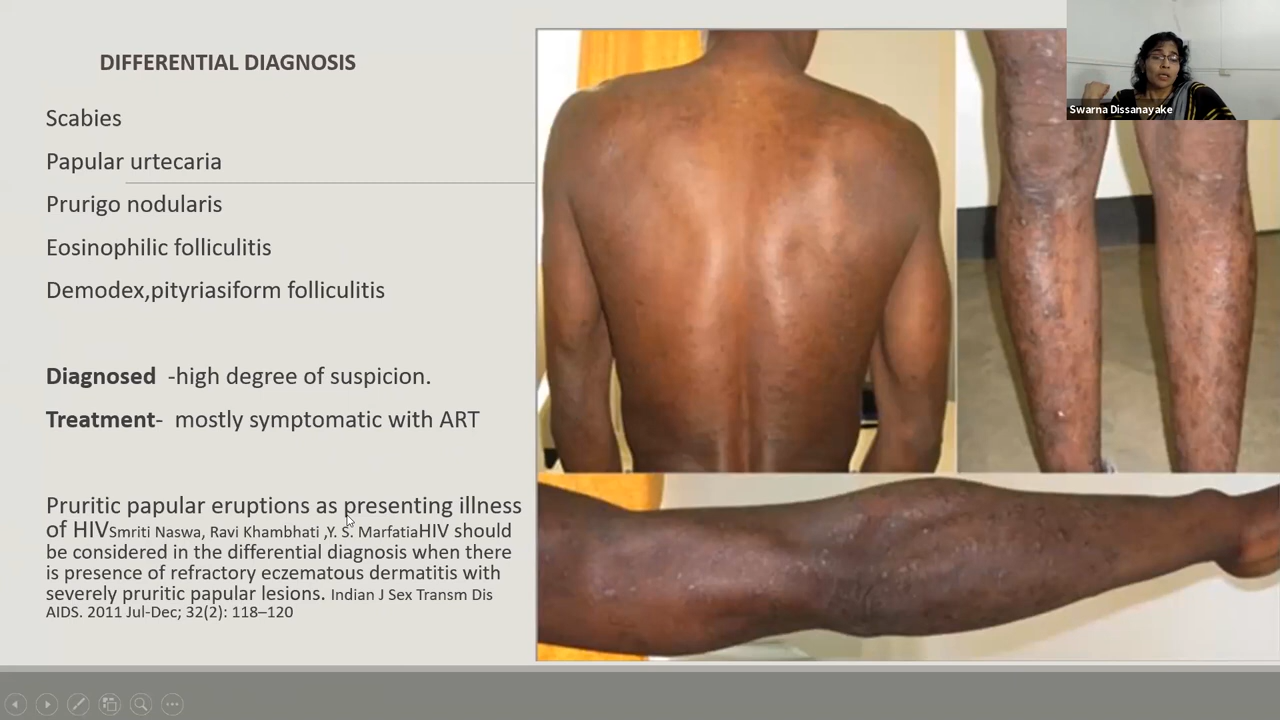 DIFFERENTIAL DIAGNOSIS
Scabies
Papular urtecaria
Prurigo nodularis
Eosinophilic folliculitis
Demodex,pityriasiform folliculitis
Diagnosed -high degree of suspicion.
Treatment- mostly symptomatic with ART
Pruritic papular eruptions as presenting illness
of HIVSmriti Naswa, Ravi Khambhati ,Y. S. MarfatiaHIV should
be considered in the differential diagnosis when there
is presence of refractory eczematous dermatitis with
severely pruritic papular lesions. Indian J Sex Transm Dis
AIDS. 2011 Jul-Dec; 32(2): 118–120
Swarna Dissanayake